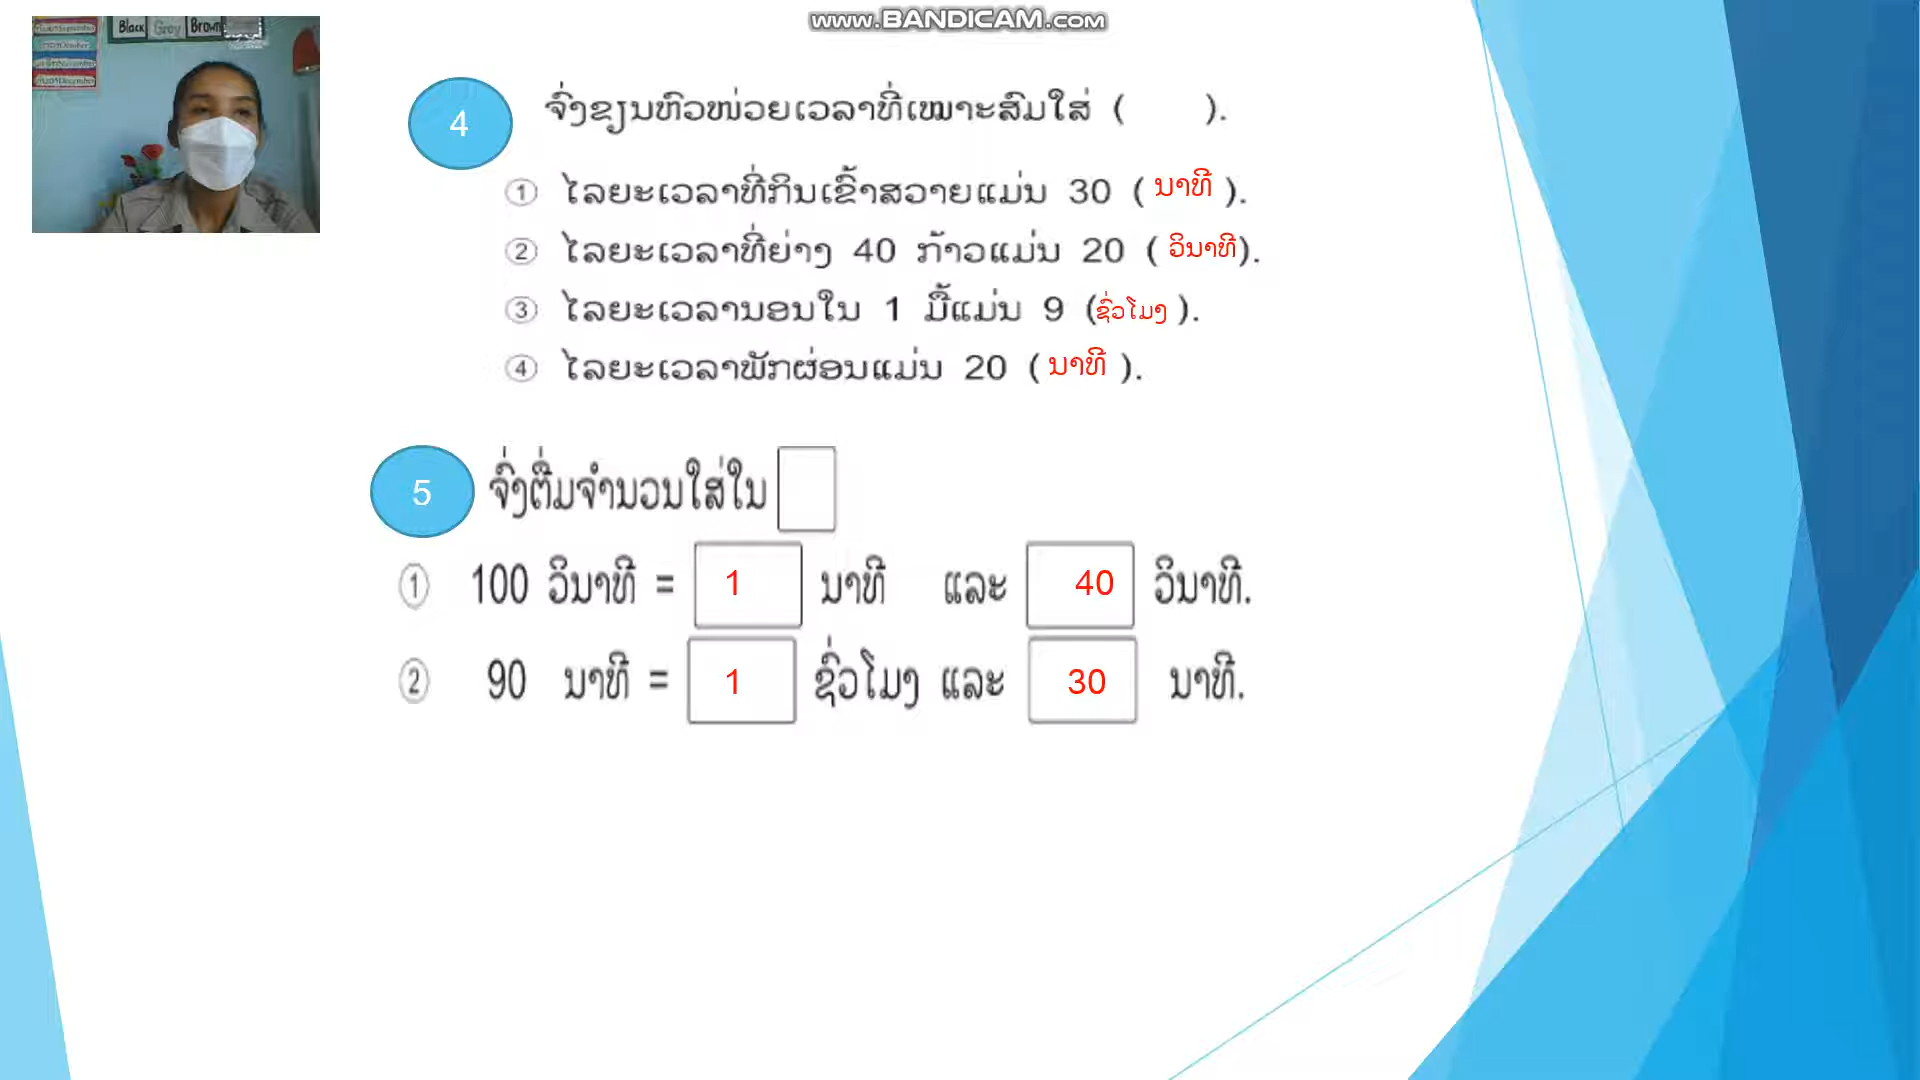 www.BANDICAM.com
Black Grey Brown
4 ຈົ່ງຂຽນຫົວໜ່ວຍເວລາທີ່ເໝາະສົມໃສ່ ( ).
① ໄລຍະເວລາທີ່ກິນເຂົ້າສວາຍແມ່ນ 30 ( ນາທີ ).
② ໄລຍະເວລາທີ່ຍ່າງ 40 ກ້າວແມ່ນ 20 ( ວິນາທີ).
③ ໄລຍະເວລານອນໃນ 1 ມື້ແມ່ນ 9 (ຊົ່ວໂມງ ).
④ ໄລຍະເວລາພັກຜ່ອນແມ່ນ 20 ( ນາທີ ).
5 ຈົ່ງຕື່ມຈຳນວນໃສ່ໃນ
① 100 ວິນາທີ = 1 ນາທີ ແລະ 40 ວິນາທີ.
② 90 ນາທີ = 1 ຊົ່ວໂມງ ແລະ 30 ນາທີ.